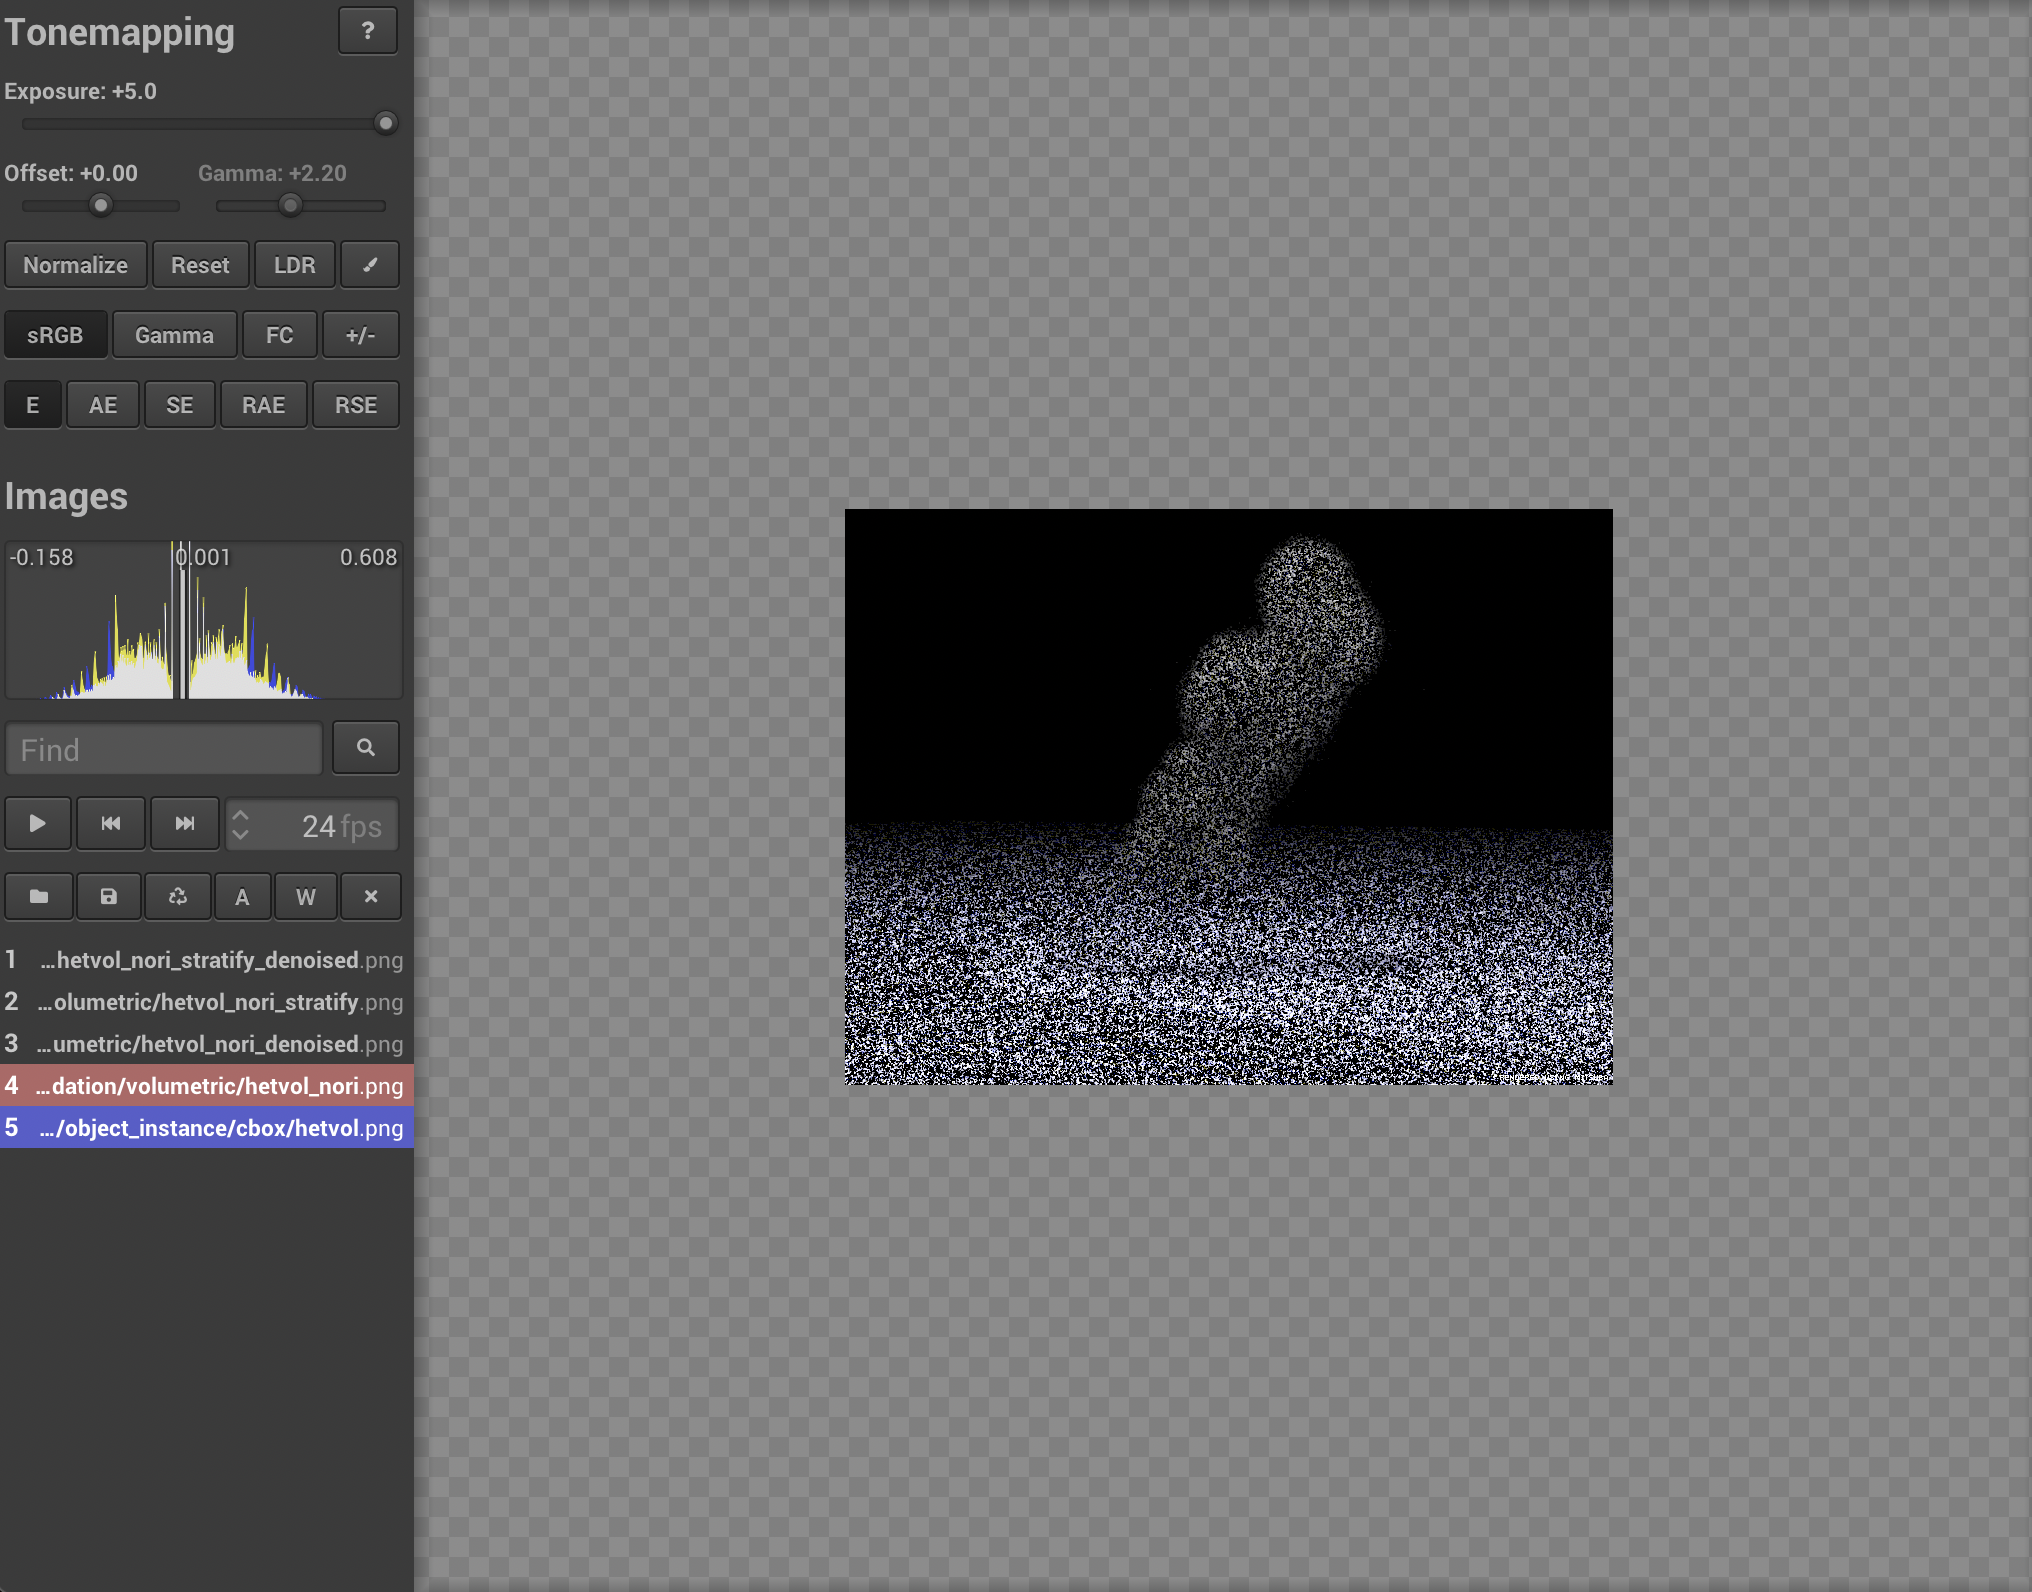 Tonemapping
?
Exposure: +5.0
Offset: +0.00 Gamma: +2.20
Normalize Reset LDR
sRGB Gamma FC +/-
E AE SE RAE RSE
Images
-0.158 0.001 0.608
Find
24 fps
A W
1 ...hetvol_nori_stratify_denoised.png
2 ...olumetric/hetvol_nori_stratify.png
3 ...umetric/hetvol_nori_denoised.png
4 ...dation/volumetric/hetvol_nori.png
5 .../object_instance/cbox/hetvol.png